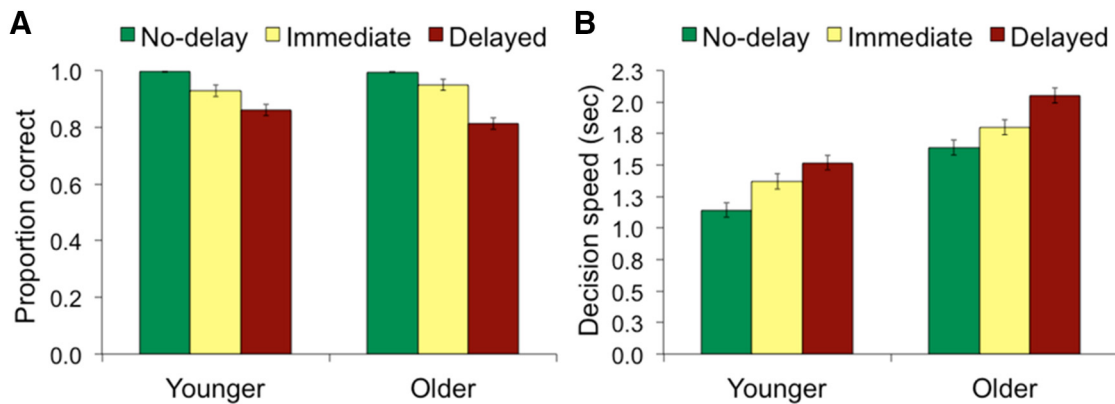 A
No-delay Immediate Delayed
Proportion correct
1.0
0.8
0.6
0.4
0.2
0.0
Younger Older
B
No-delay Immediate Delayed
Decision speed (sec)
2.3
2.0
1.8
1.5
1.3
1.0
0.8
0.5
0.3
0.0
Younger Older